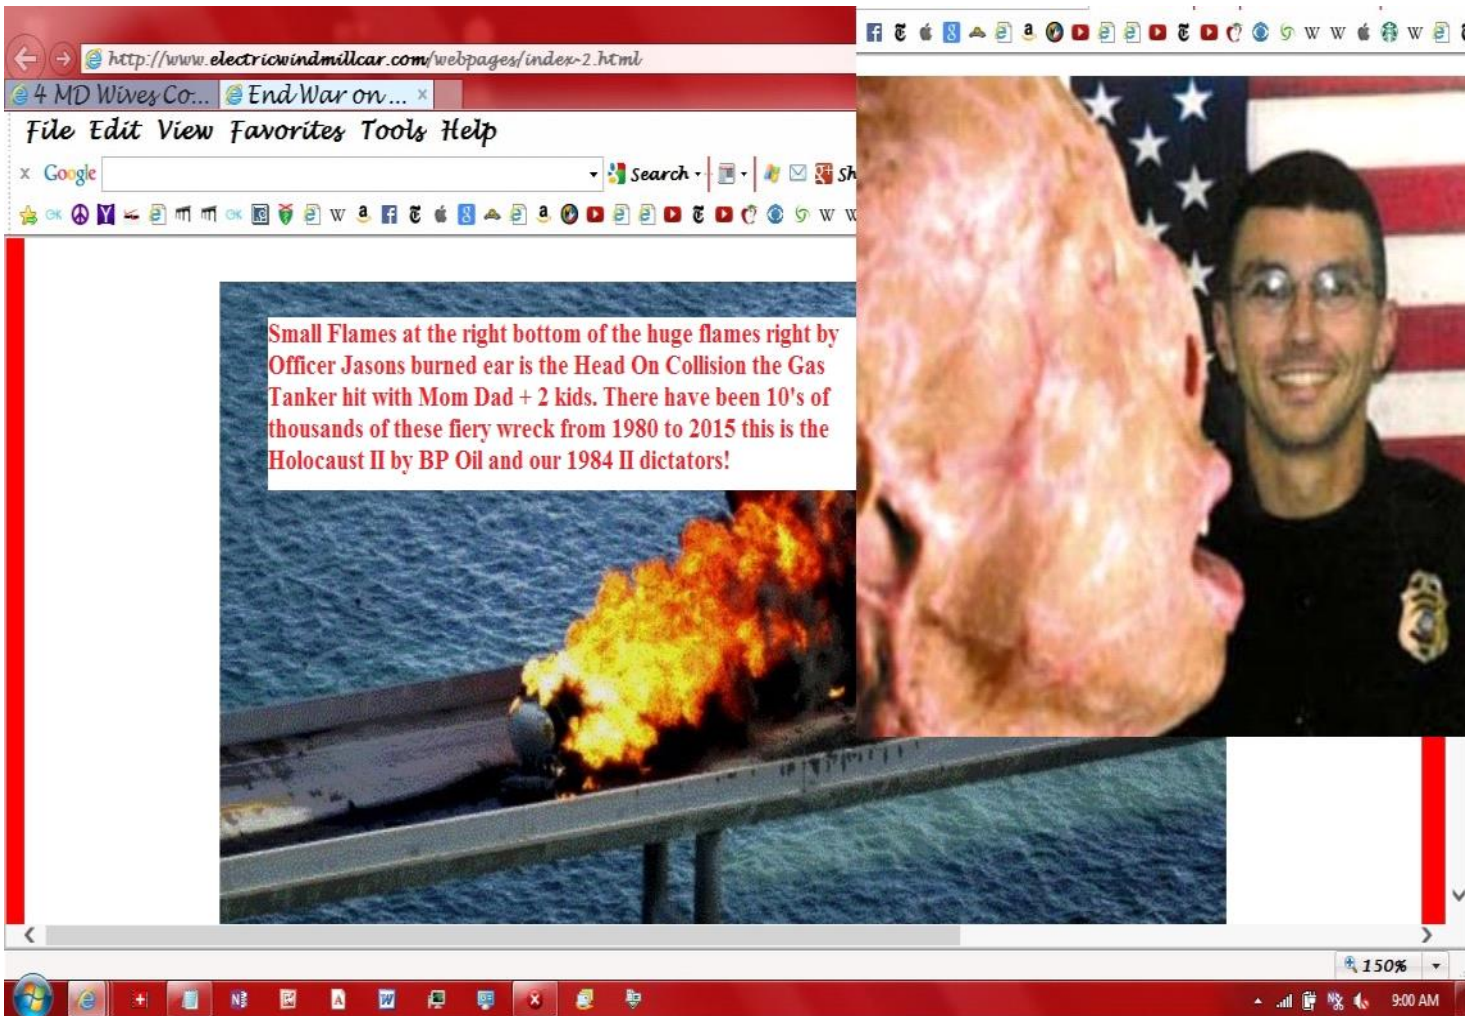 http://www.electricwindmillcar.com/webpages/index-2.html
4 MD Wives Co... End War on ... ×
File Edit View Favorites Tools Help
x Google Search Sh
Small Flames at the right bottom of the huge flames right by
Officer Jasons burned ear is the Head On Collision the Gas
Tanker hit with Mom Dad + 2 kids. There have been 10's of
thousands of these fiery wreck from 1980 to 2015 this is the
Holocaust II by BP Oil and our 1984 II dictators!
150%
9:00 AM